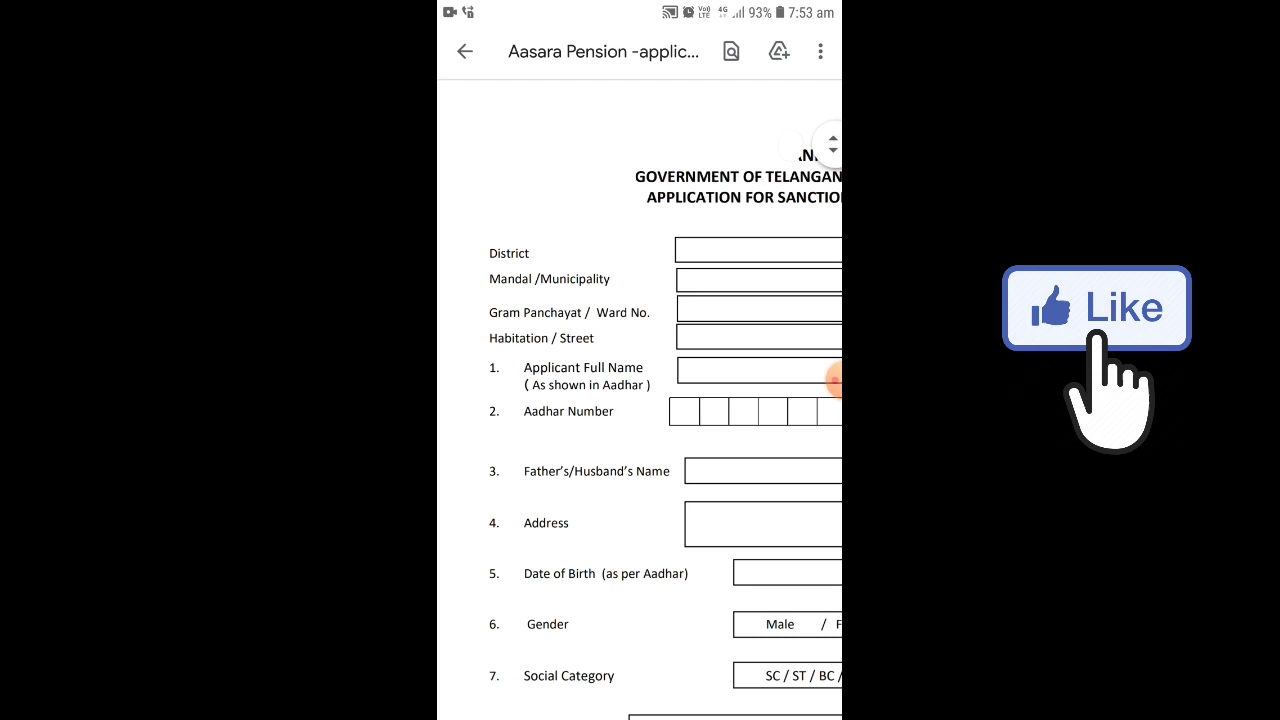 VoLTE 4G 93% 7:53 am
Aasara Pension -applic...
GOVERNMENT OF
APPLICATION FOR
District
Mandal /Municipality
Gram Panchayat / Ward No.
Habitation / Street
1. Applicant Full Name
( As shown in Aadhar )
2. Aadhar Number
3. Father's/Husband's Name
4. Address
5. Date of Birth (as per Aadhar)
6. Gender Male /
7. Social Category SC / ST / BC /
Like